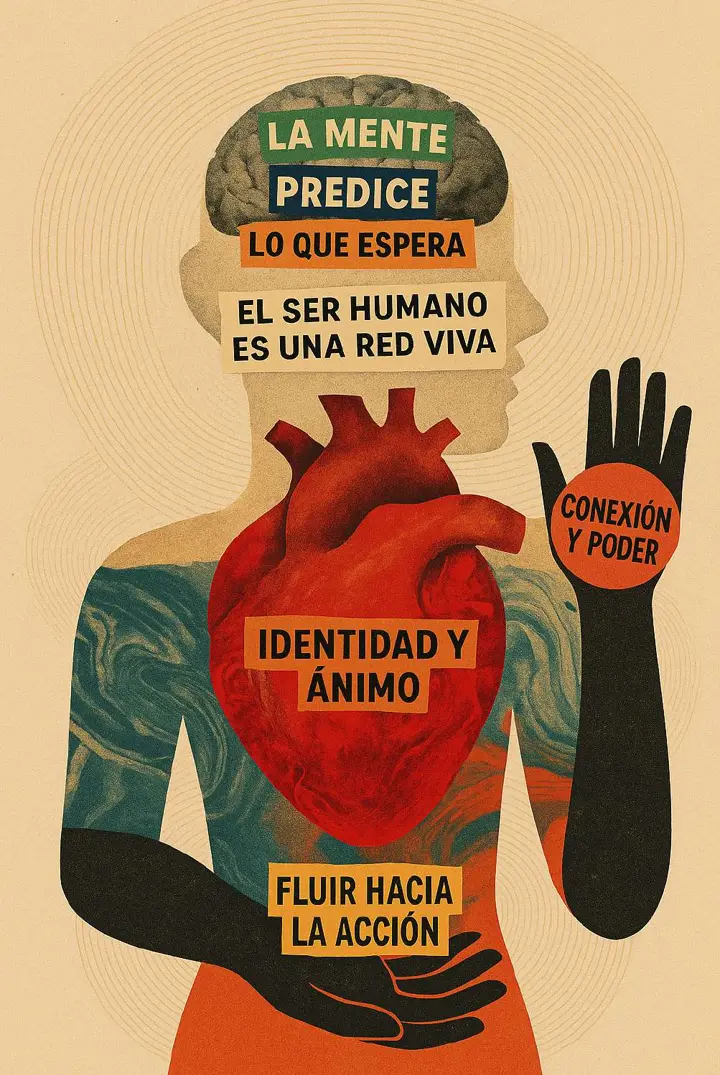 LA MENTE
PREDICE
LO QUE ESPERA
EL SER HUMANO
ES UNA RED VIVA
CONEXIÓN
Y PODER
IDENTIDAD Y
ÁNIMO
FLUIR HACIA
LA ACCIÓN